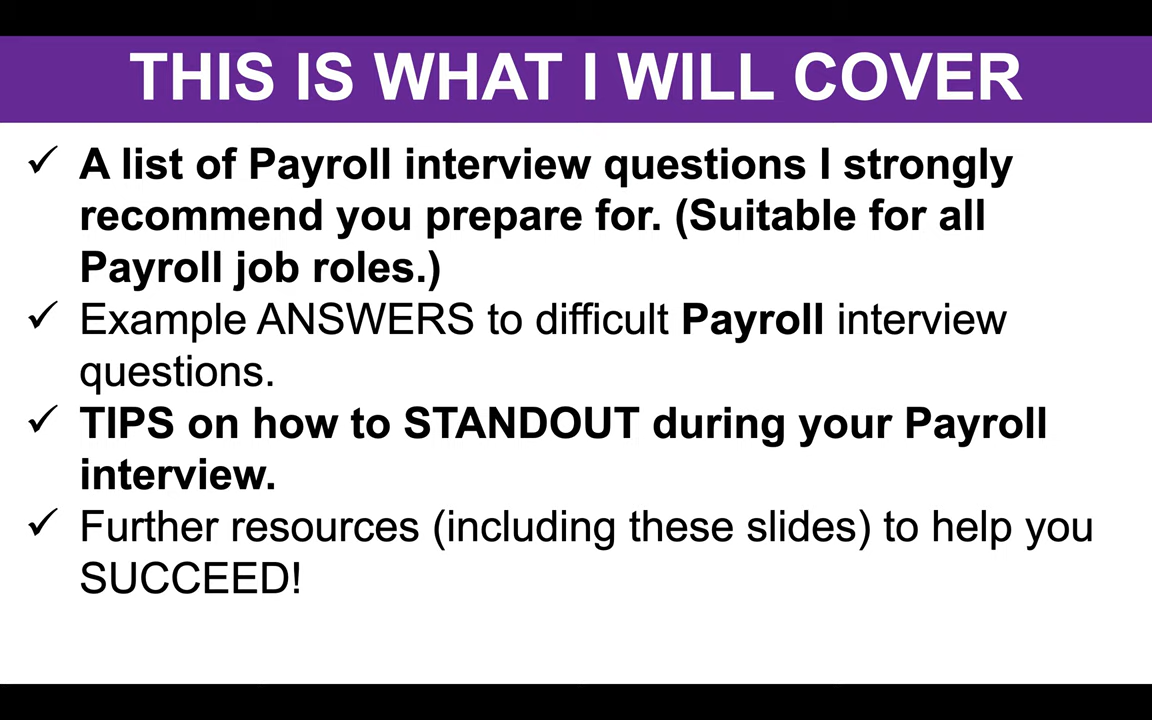 THIS IS WHAT I WILL COVER
✓ A list of Payroll interview questions I strongly
recommend you prepare for. (Suitable for all
Payroll job roles.)
✓ Example ANSWERS to difficult Payroll interview
questions.
✓ TIPS on how to STANDOUT during your Payroll
interview.
✓ Further resources (including these slides) to help you
SUCCEED!